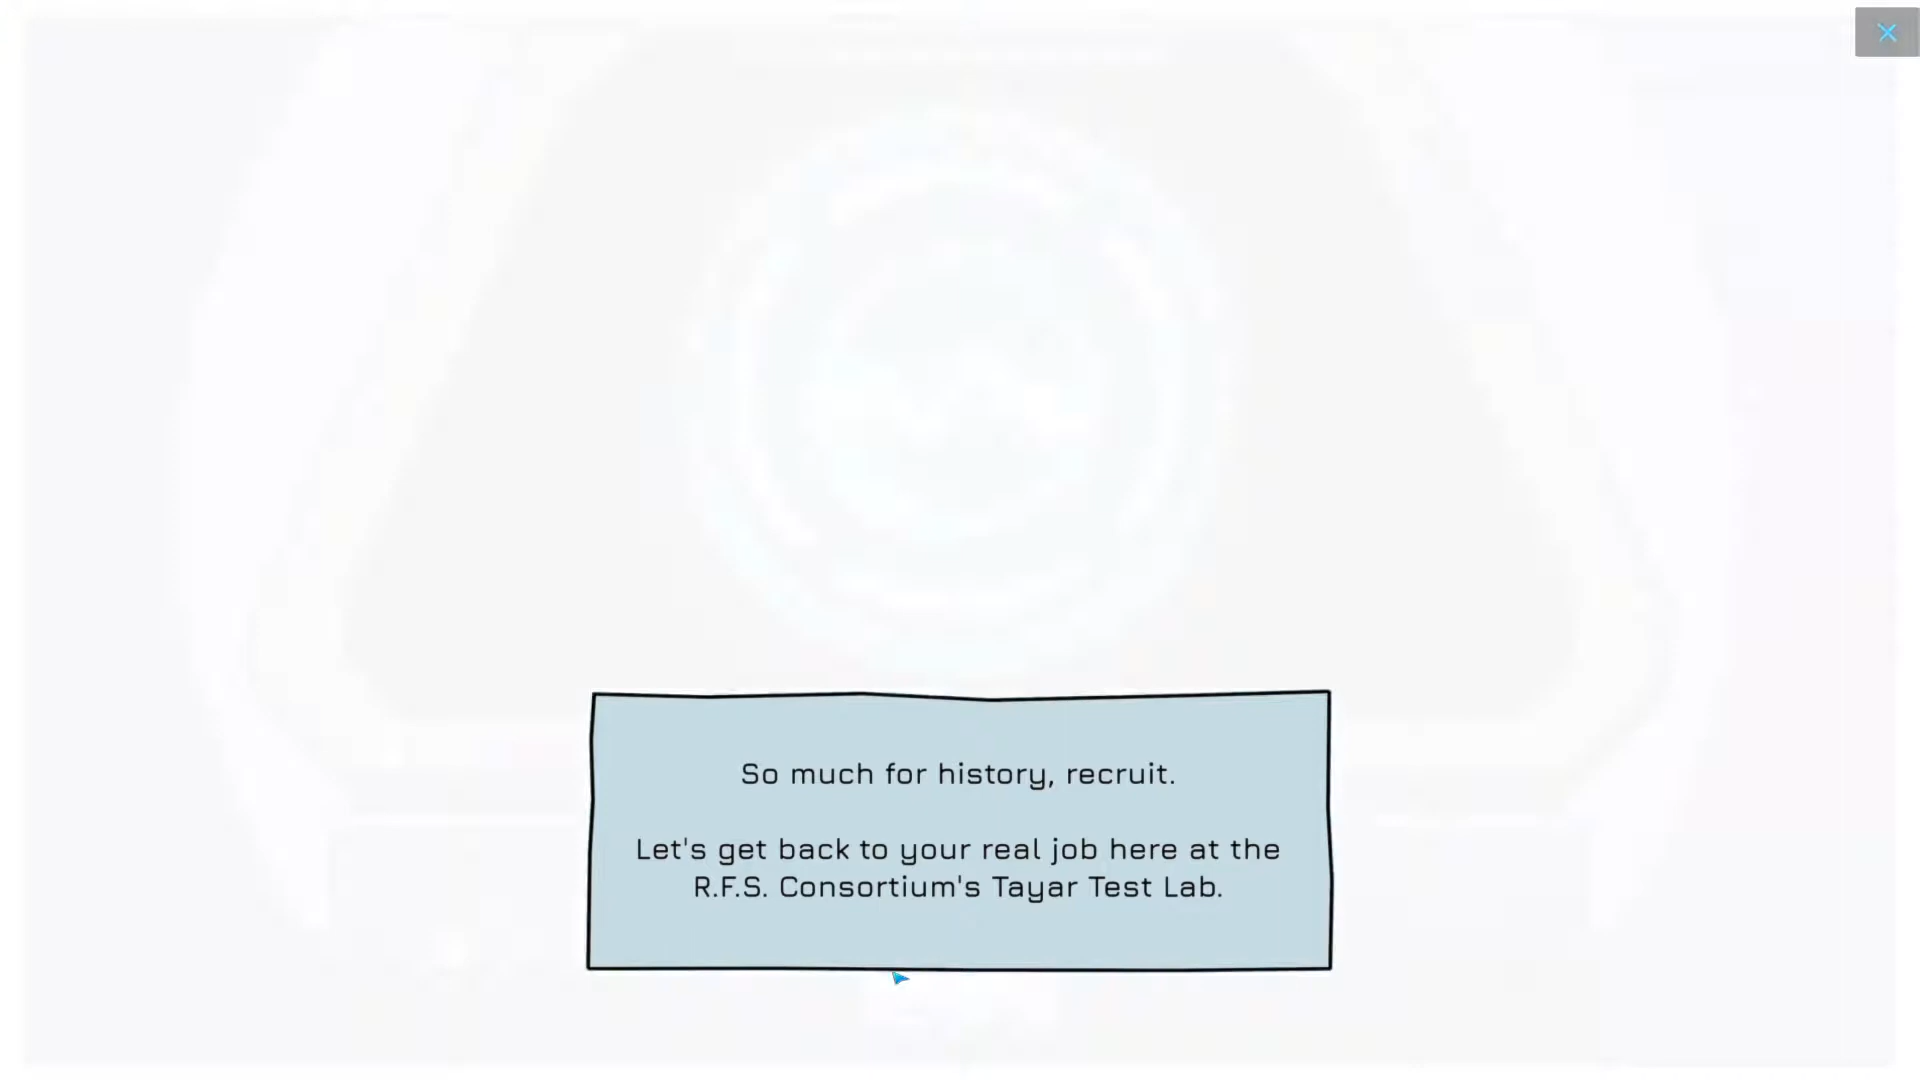 So much for history, recruit.
Let's get back to your real job here at the
R.F.S. Consortium's Tayar Test Lab.